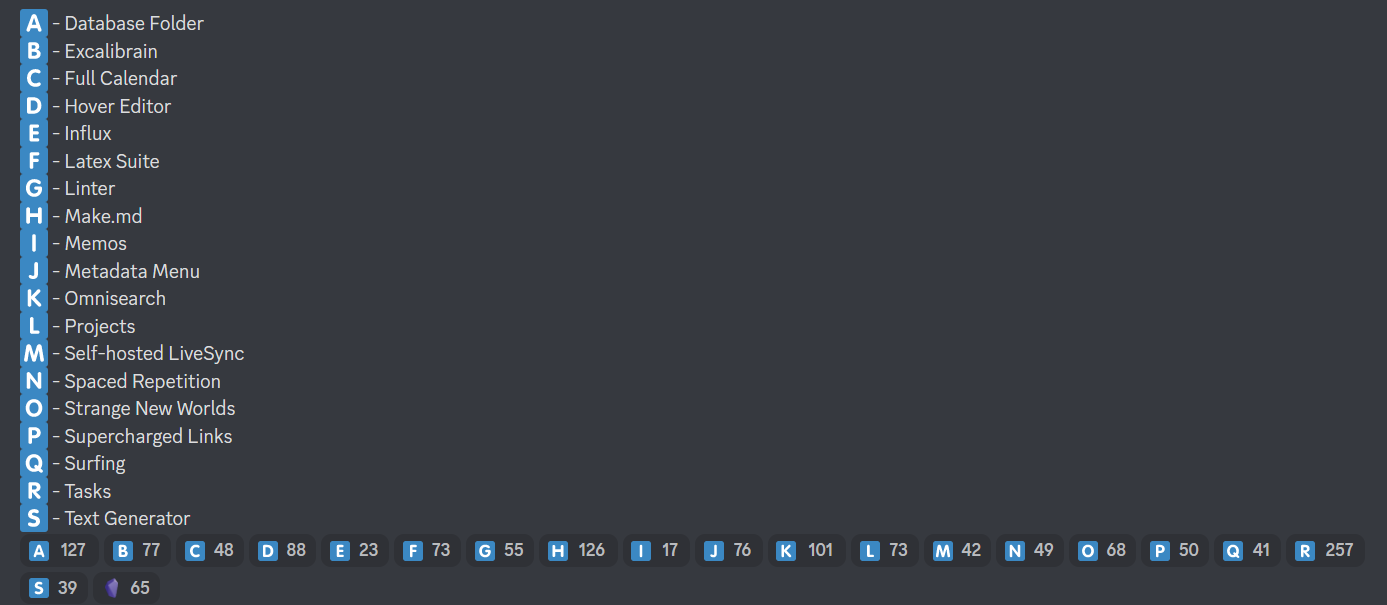 A - Database Folder
B - Excalibrain
C - Full Calendar
D - Hover Editor
E - Influx
F - Latex Suite
G - Linter
H - Make.md
I - Memos
J - Metadata Menu
K - Omnisearch
L - Projects
M - Self-hosted LiveSync
N - Spaced Repetition
O - Strange New Worlds
P - Supercharged Links
Q - Surfing
R - Tasks
S - Text Generator
A 127 B 77 C 48 D 88 E 23 F 73 G 55 H 126 I 17 J 76 K 101 L 73 M 42 N 49 O 68 P 50 Q 41 R 257
S 39 65